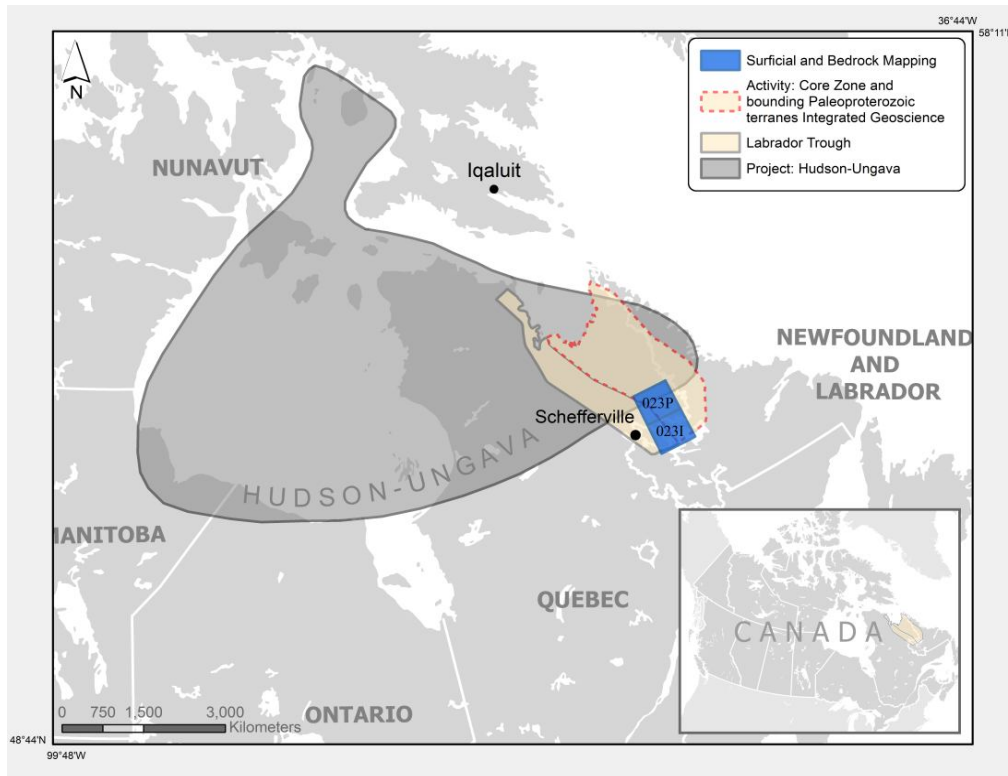 36°44'W
58°11'N
N
Surficial and Bedrock Mapping
Activity: Core Zone and
bounding Paleoproterozoic
terranes Integrated Geoscience
Labrador Trough
Project: Hudson-Ungava
NUNAVUT
Iqaluit
NEWFOUNDLAND
AND
LABRADOR
023P
Schefferville
023I
HUDSON-UNGAVA
MANITOBA
QUEBEC
CANADA
ONTARIO
0 750 1,500 3,000
Kilometers
48°44'N
99°48'W